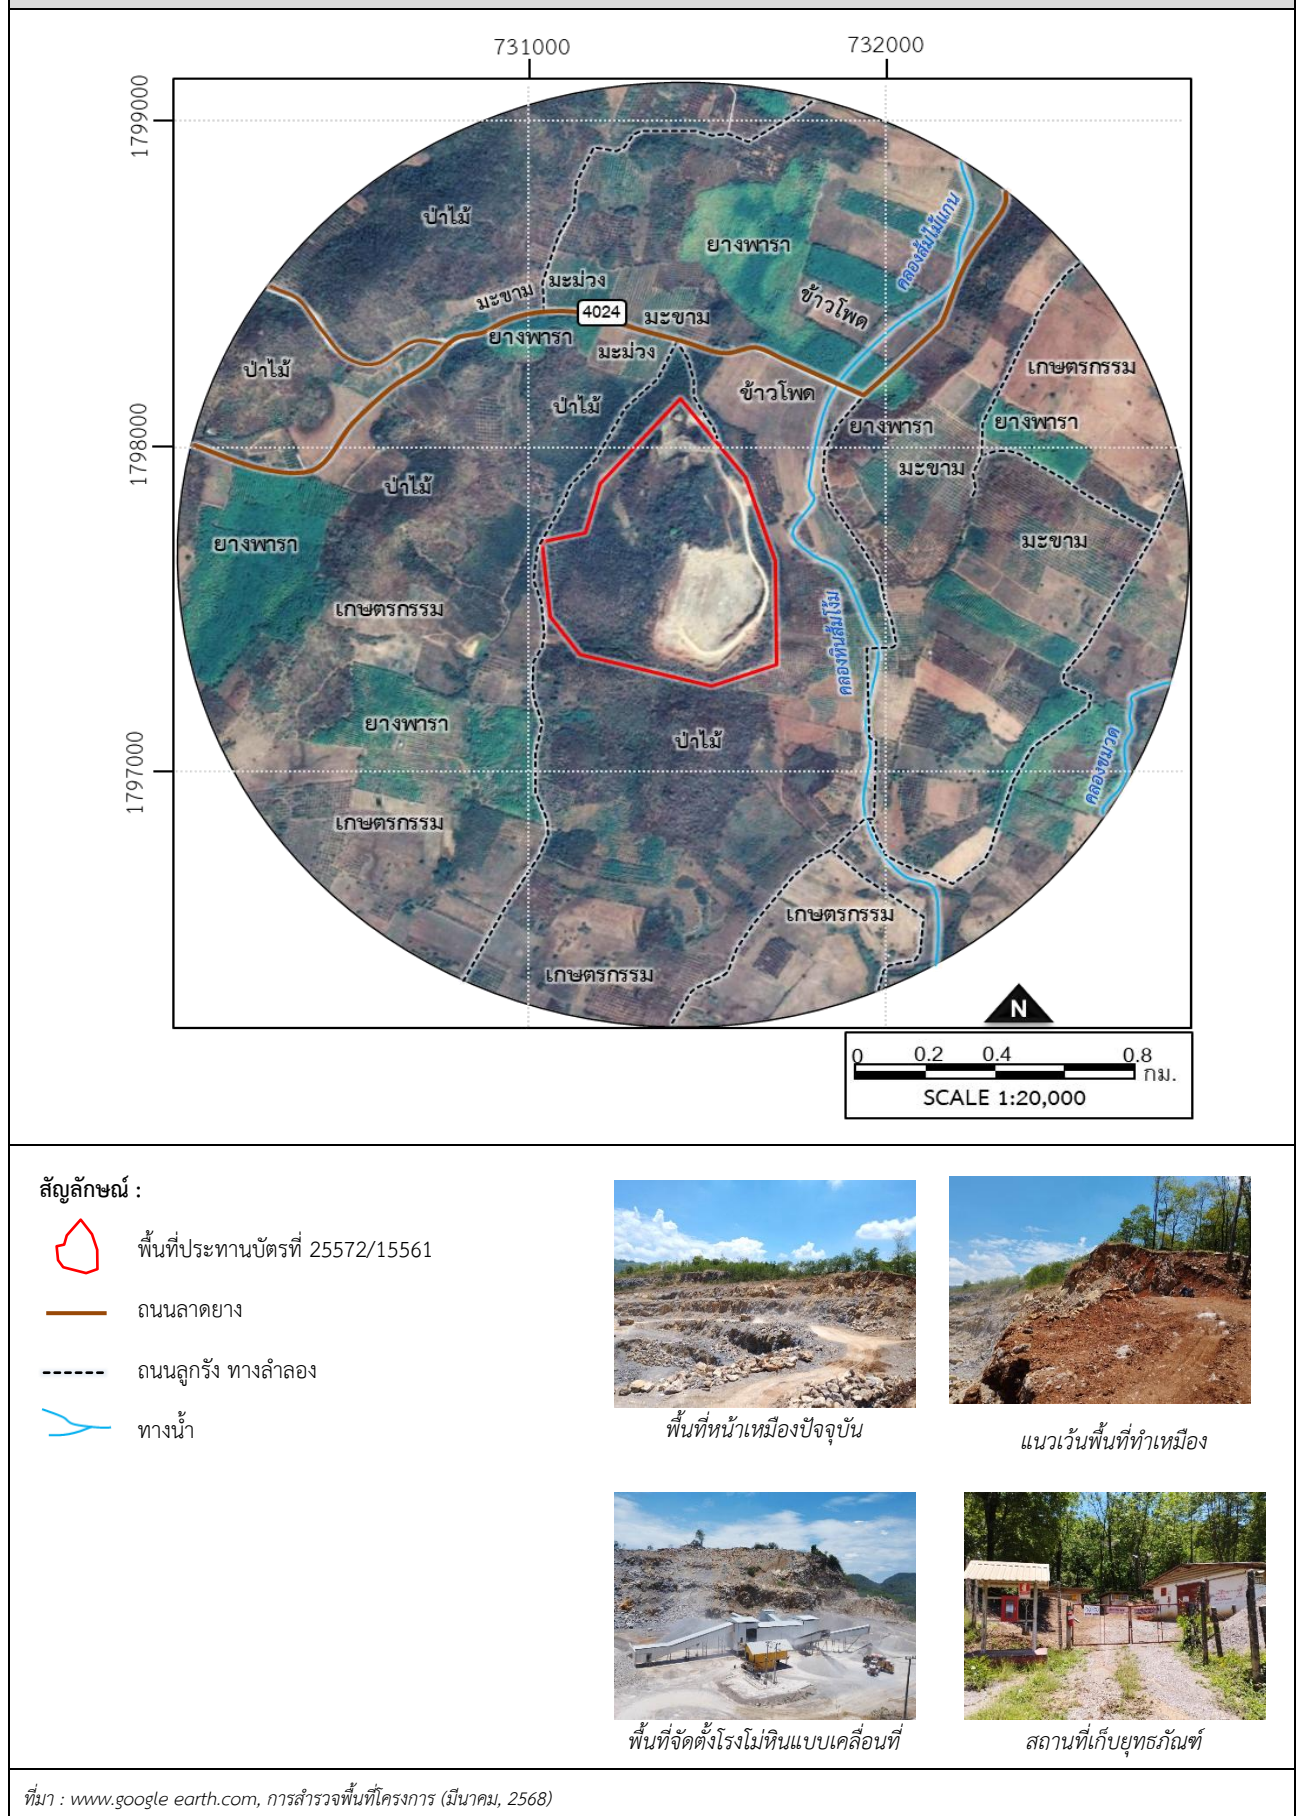 731000
732000
1799000
1798000
1797000
ป่าไม้
ยางพารา
คลองส้มไม้แกน
มะม่วง
มะขาม
ข้าวโพด
4024
มะขาม
ยางพารา
มะม่วง
ป่าไม้
เกษตรกรรม
ข้าวโพด
ป่าไม้
ยางพารา
ยางพารา
มะขาม
ป่าไม้
ยางพารา
มะขาม
เกษตรกรรม
คลองหินส้มโง้ม
ยางพารา
ป่าไม้
คลองขมวด
เกษตรกรรม
เกษตรกรรม
เกษตรกรรม
N
0 0.2 0.4 0.8
กม.
SCALE 1:20,000
สัญลักษณ์ :
พื้นที่ประทานบัตรที่ 25572/15561
ถนนลาดยาง
ถนนลูกรัง ทางลำลอง
ทางน้ำ
พื้นที่หน้าเหมืองปัจจุบัน
แนวเว้นพื้นที่ทำเหมือง
พื้นที่จัดตั้งโรงโม่หินแบบเคลื่อนที่
สถานที่เก็บยุทธภัณฑ์
ที่มา : www.google earth.com, การสำรวจพื้นที่โครงการ (มีนาคม, 2568)